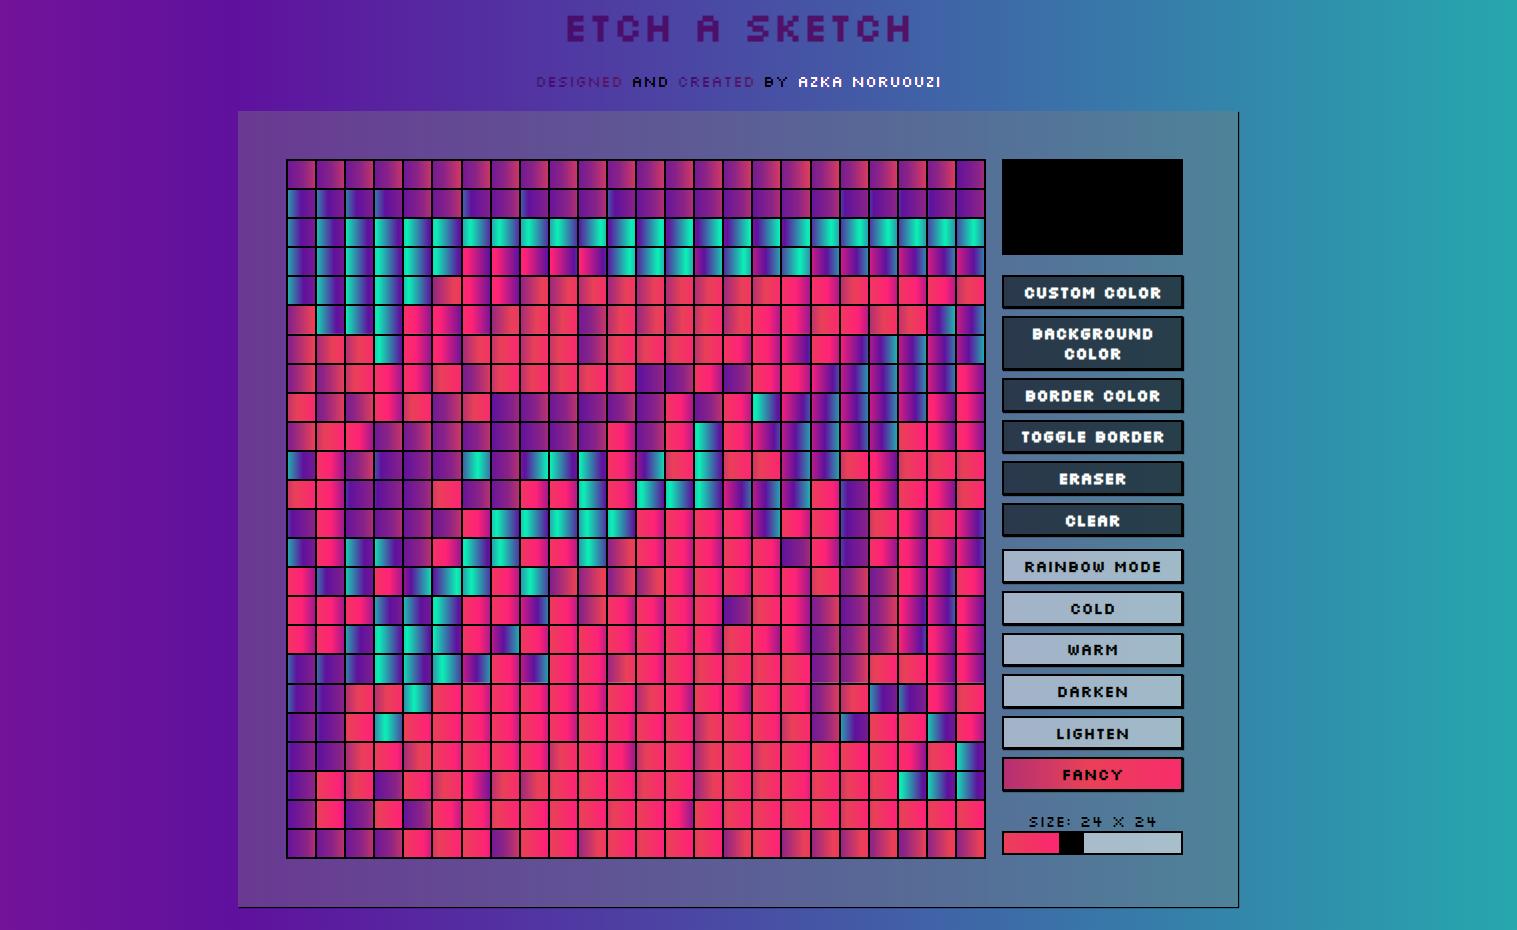 ETCH A SKETCH
DESIGNED AND CREATED BY AZKA NORUOUZI
CUSTOM COLOR
BACKGROUND
COLOR
BORDER COLOR
TOGGLE BORDER
ERASER
CLEAR
RAINBOW MODE
COLD
WARM
DARKEN
LIGHTEN
FANCY
SIZE: 24 X 24